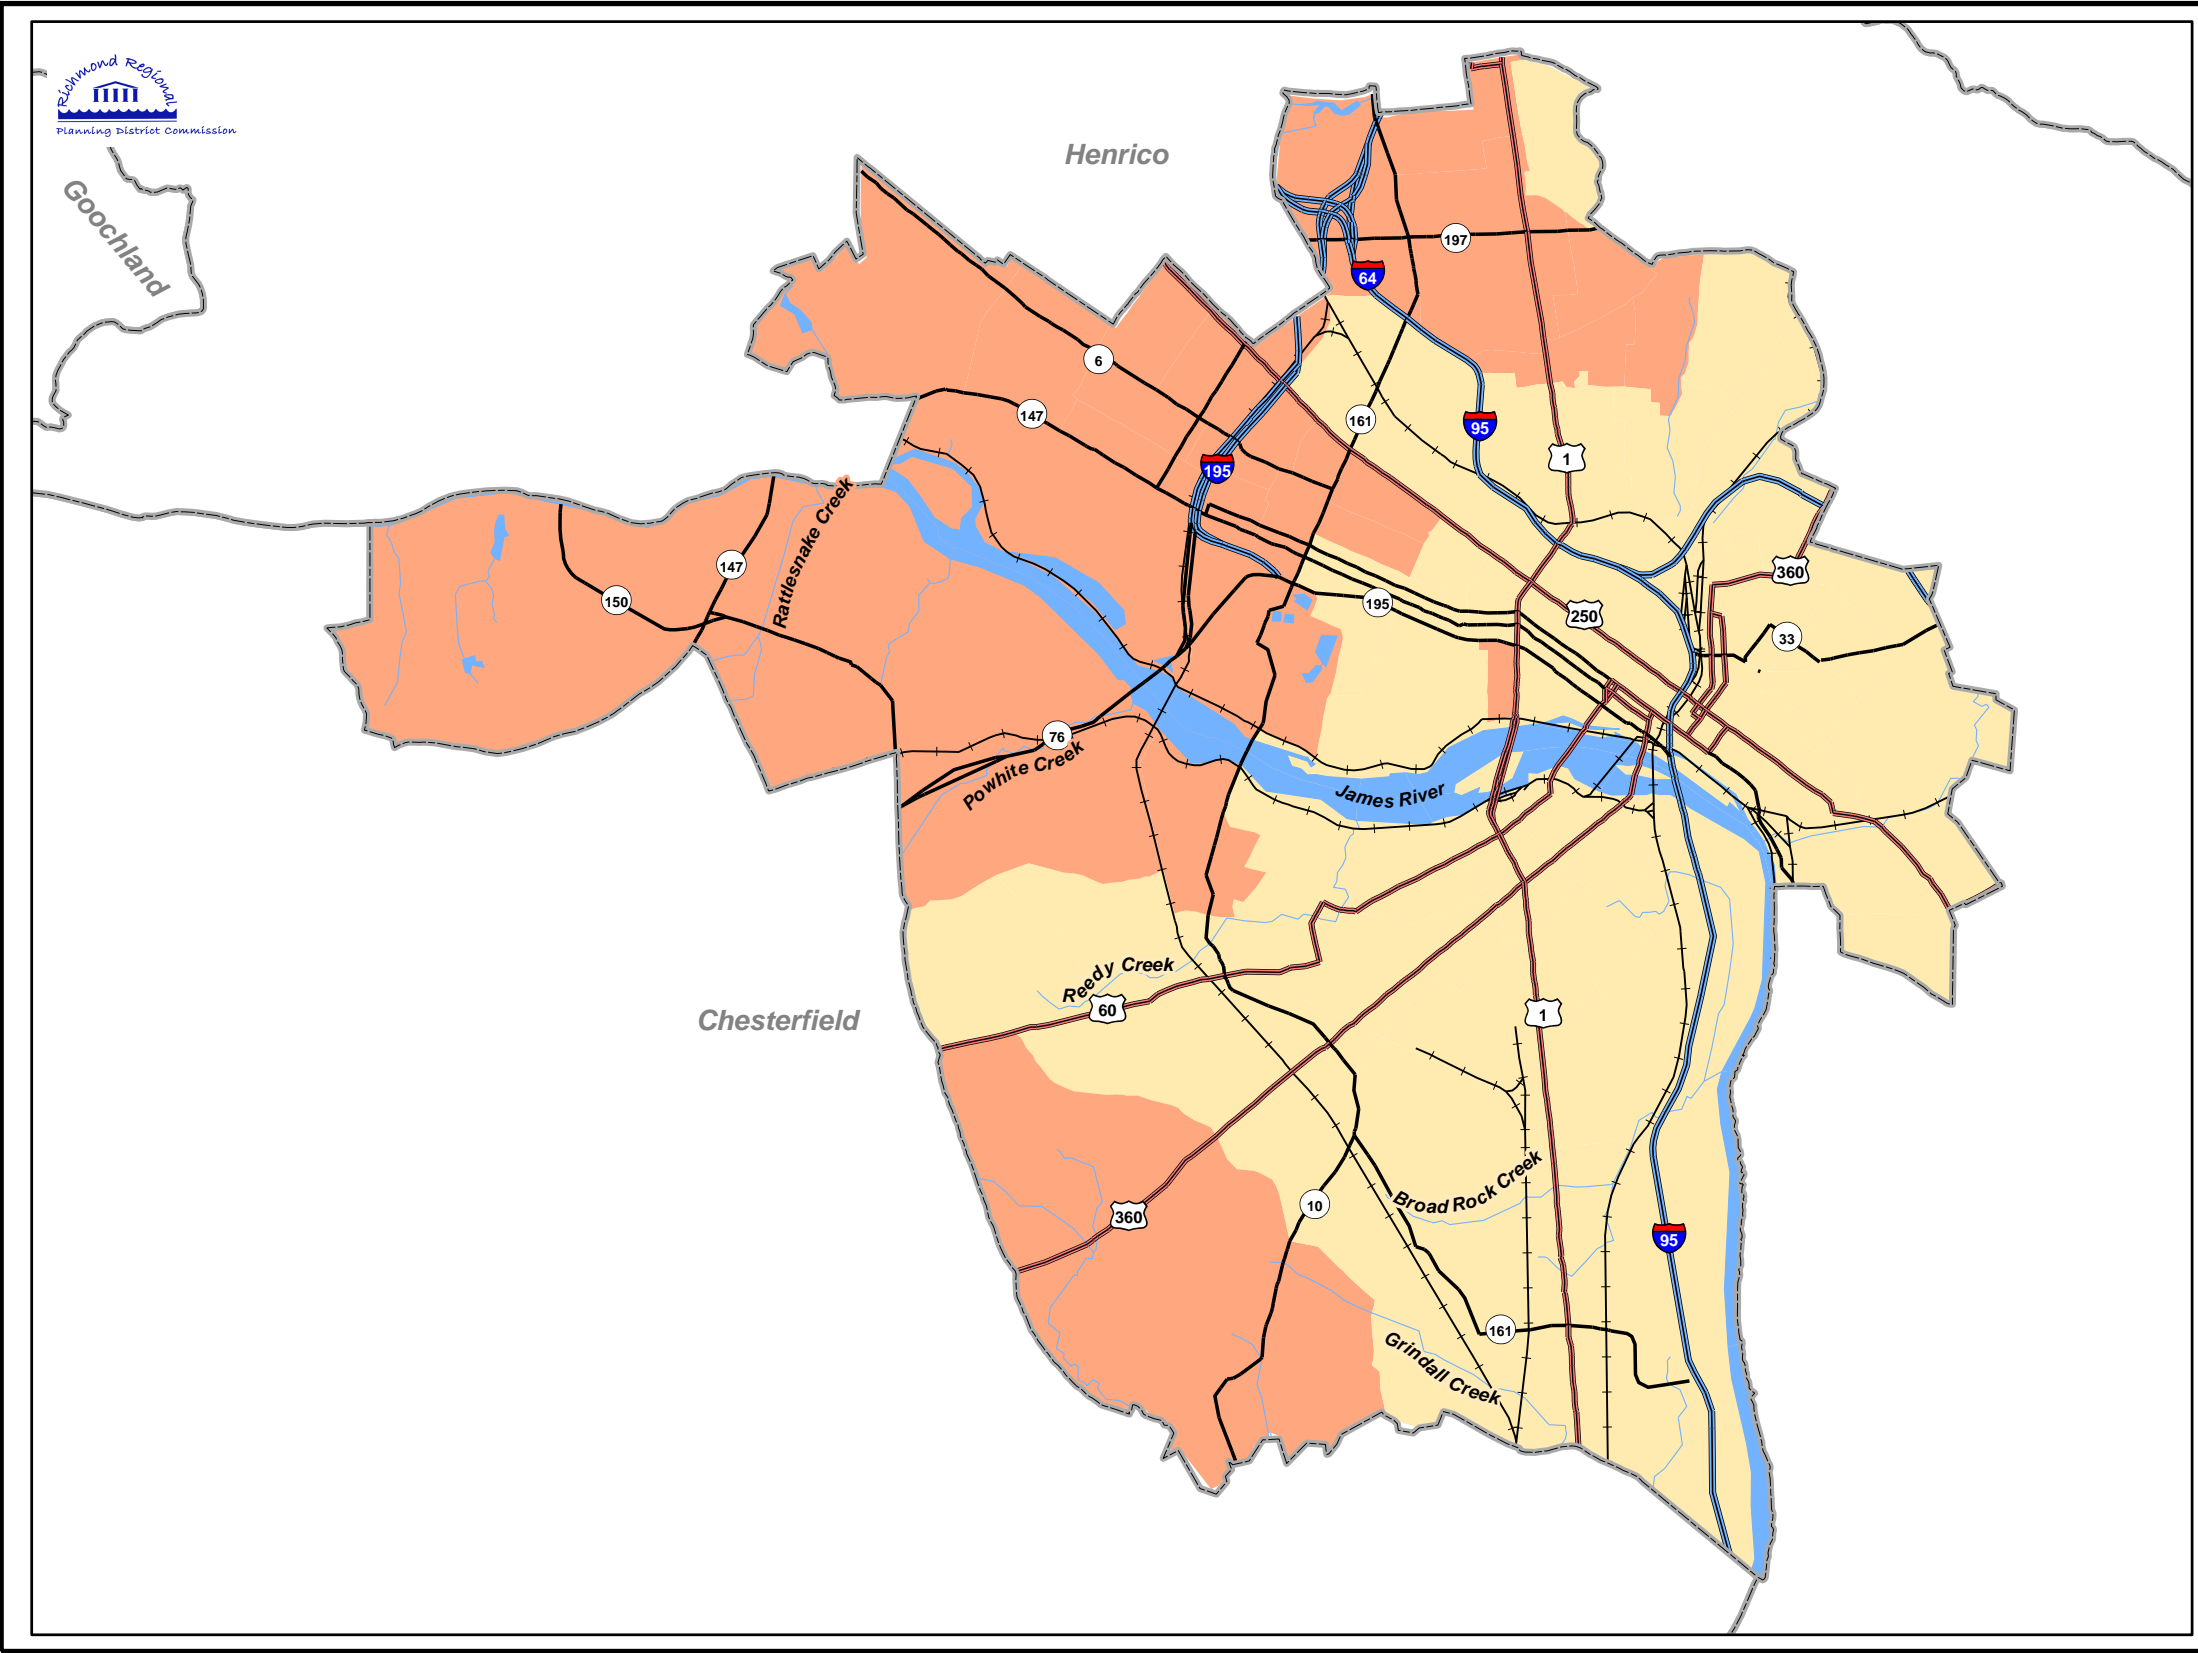 Richmond Regional
Planning District Commission
Henrico
Goochland
197
64
6
147
161
95
1
195
Rattlesnake Creek
147
150
360
195
250
33
76
Powhite Creek
James River
Reedy Creek
60
1
Chesterfield
Broad Rock Creek
10
360
95
161
Grindall Creek